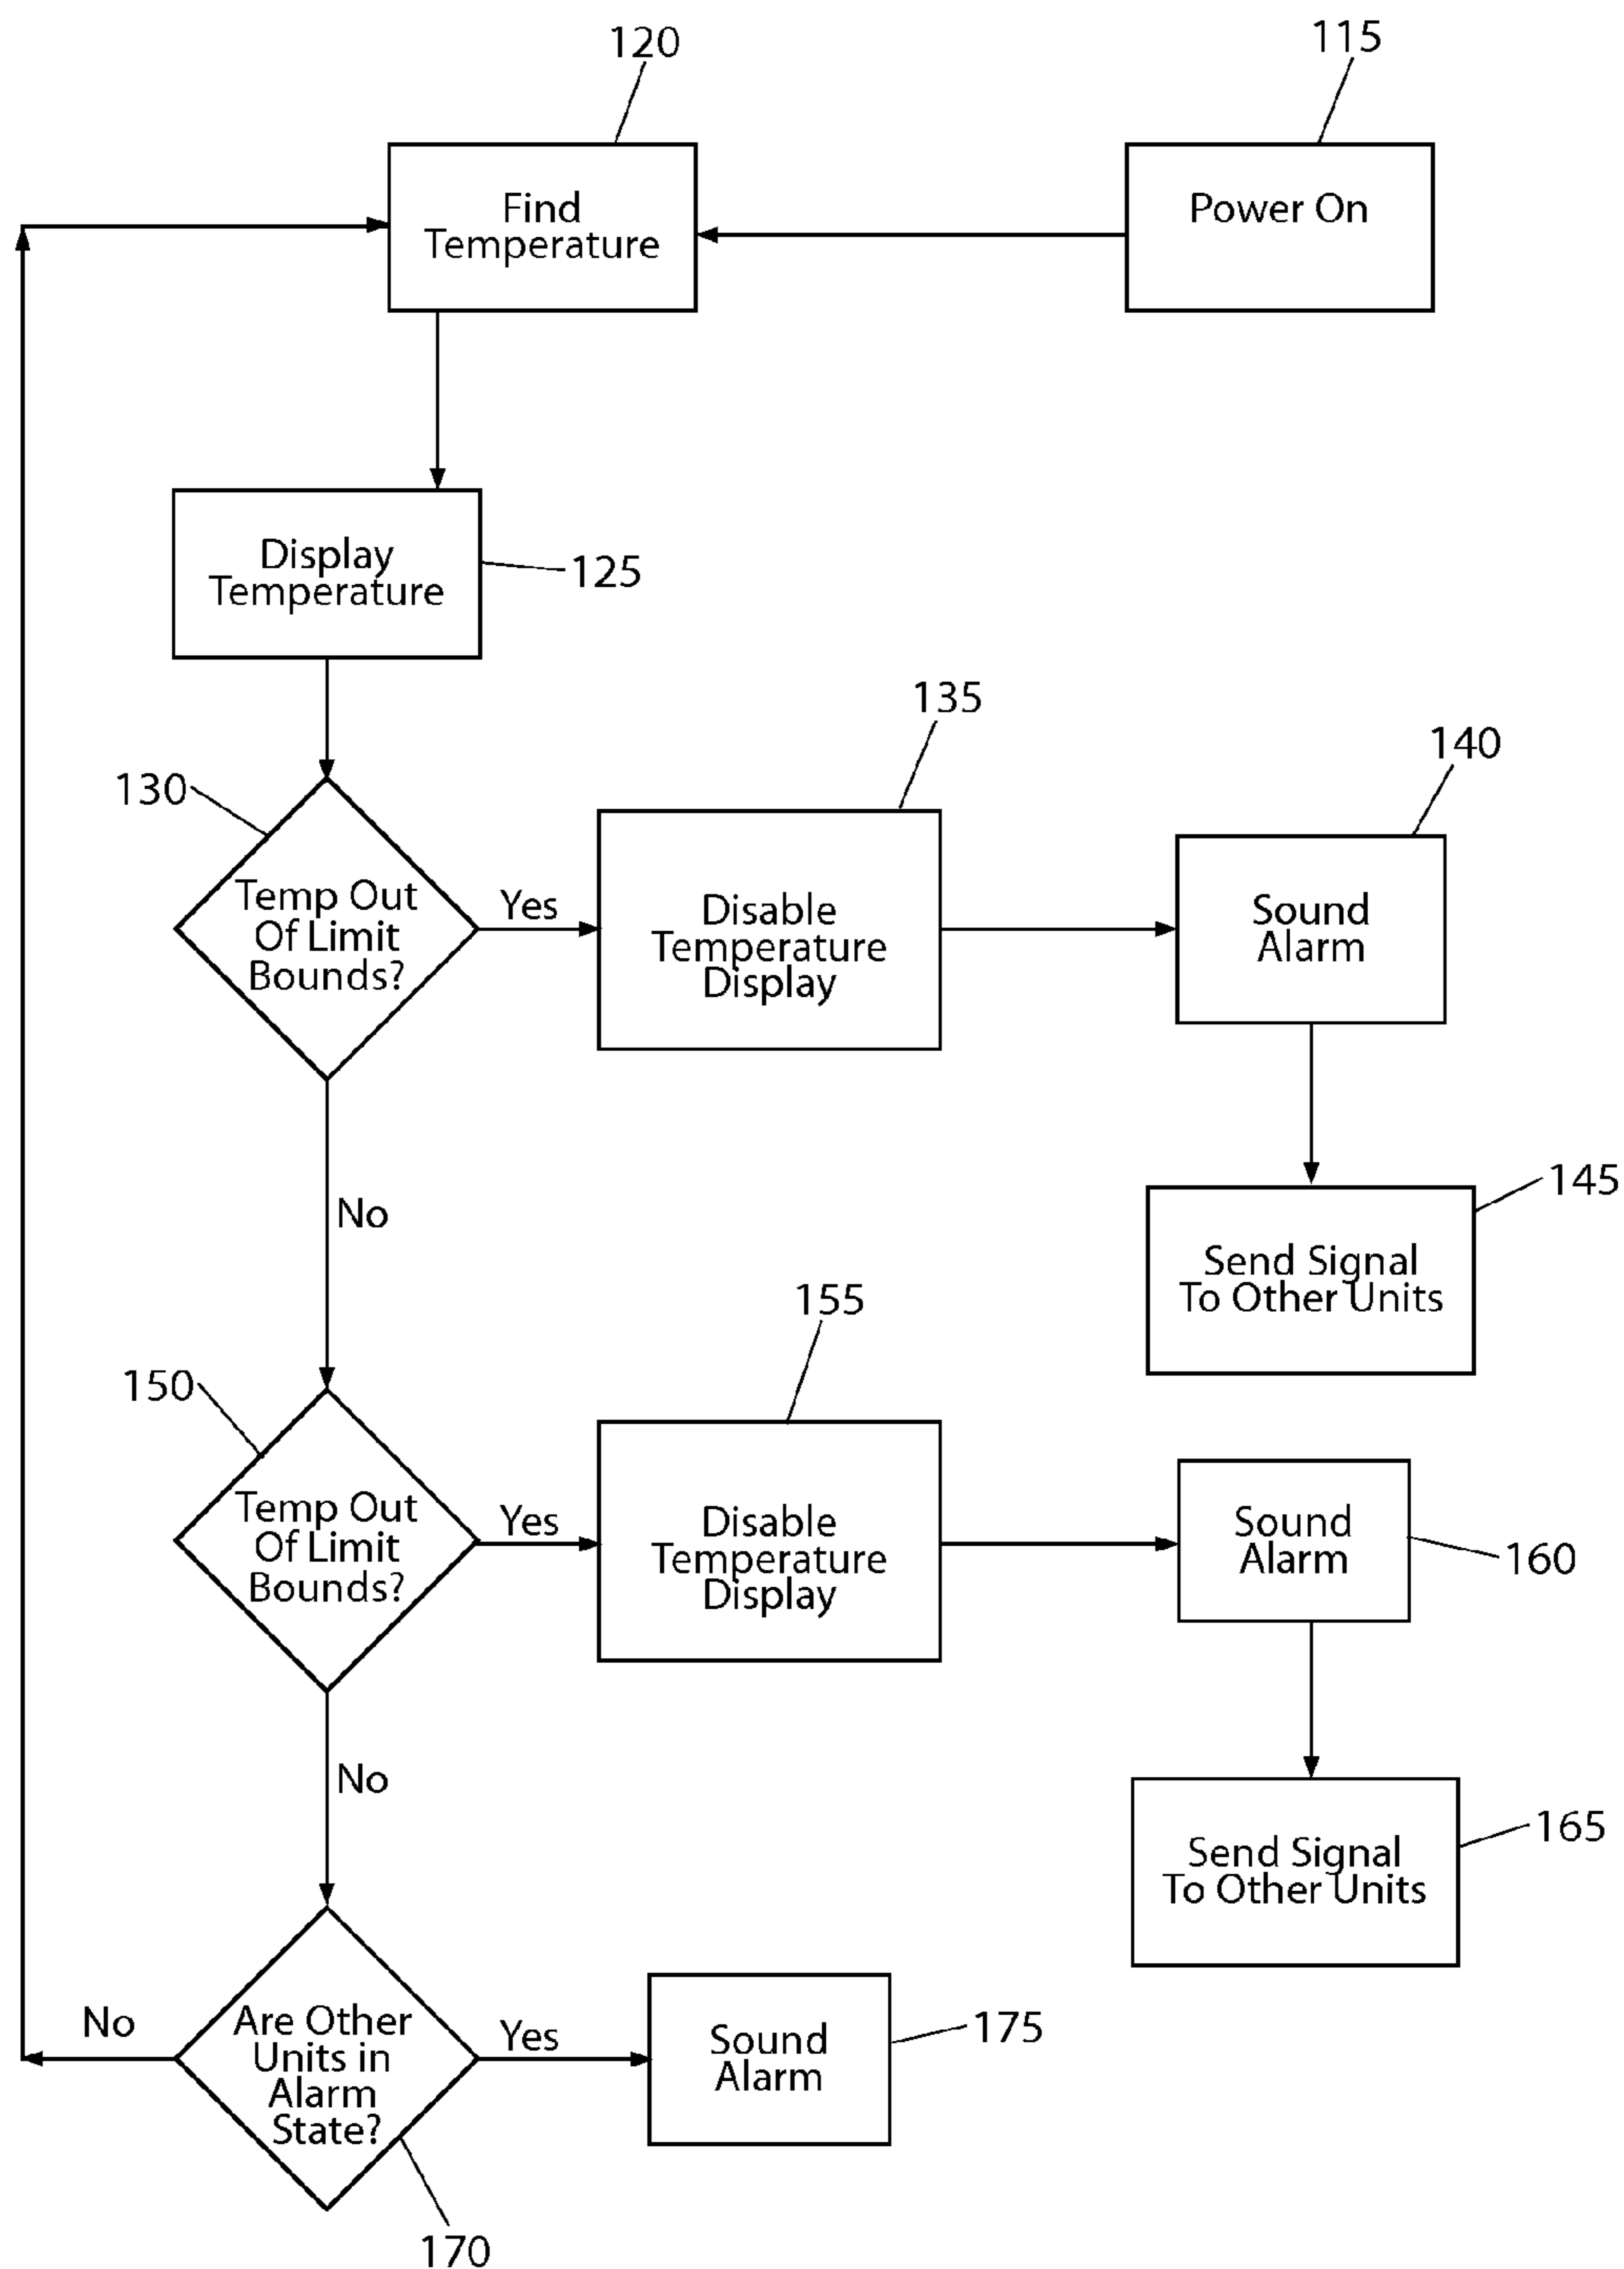 120
115
Find
Temperature
Power On
Display
Temperature
125
135
140
130
Temp Out
Of Limit
Bounds?
Yes
Disable
Temperature
Display
Sound
Alarm
No
145
Send Signal
To Other Units
155
150
Temp Out
Of Limit
Bounds?
Yes
Disable
Temperature
Display
Sound
Alarm
160
No
165
Send Signal
To Other Units
No
Are Other
Units in
Alarm
State?
Yes
Sound
Alarm
175
170